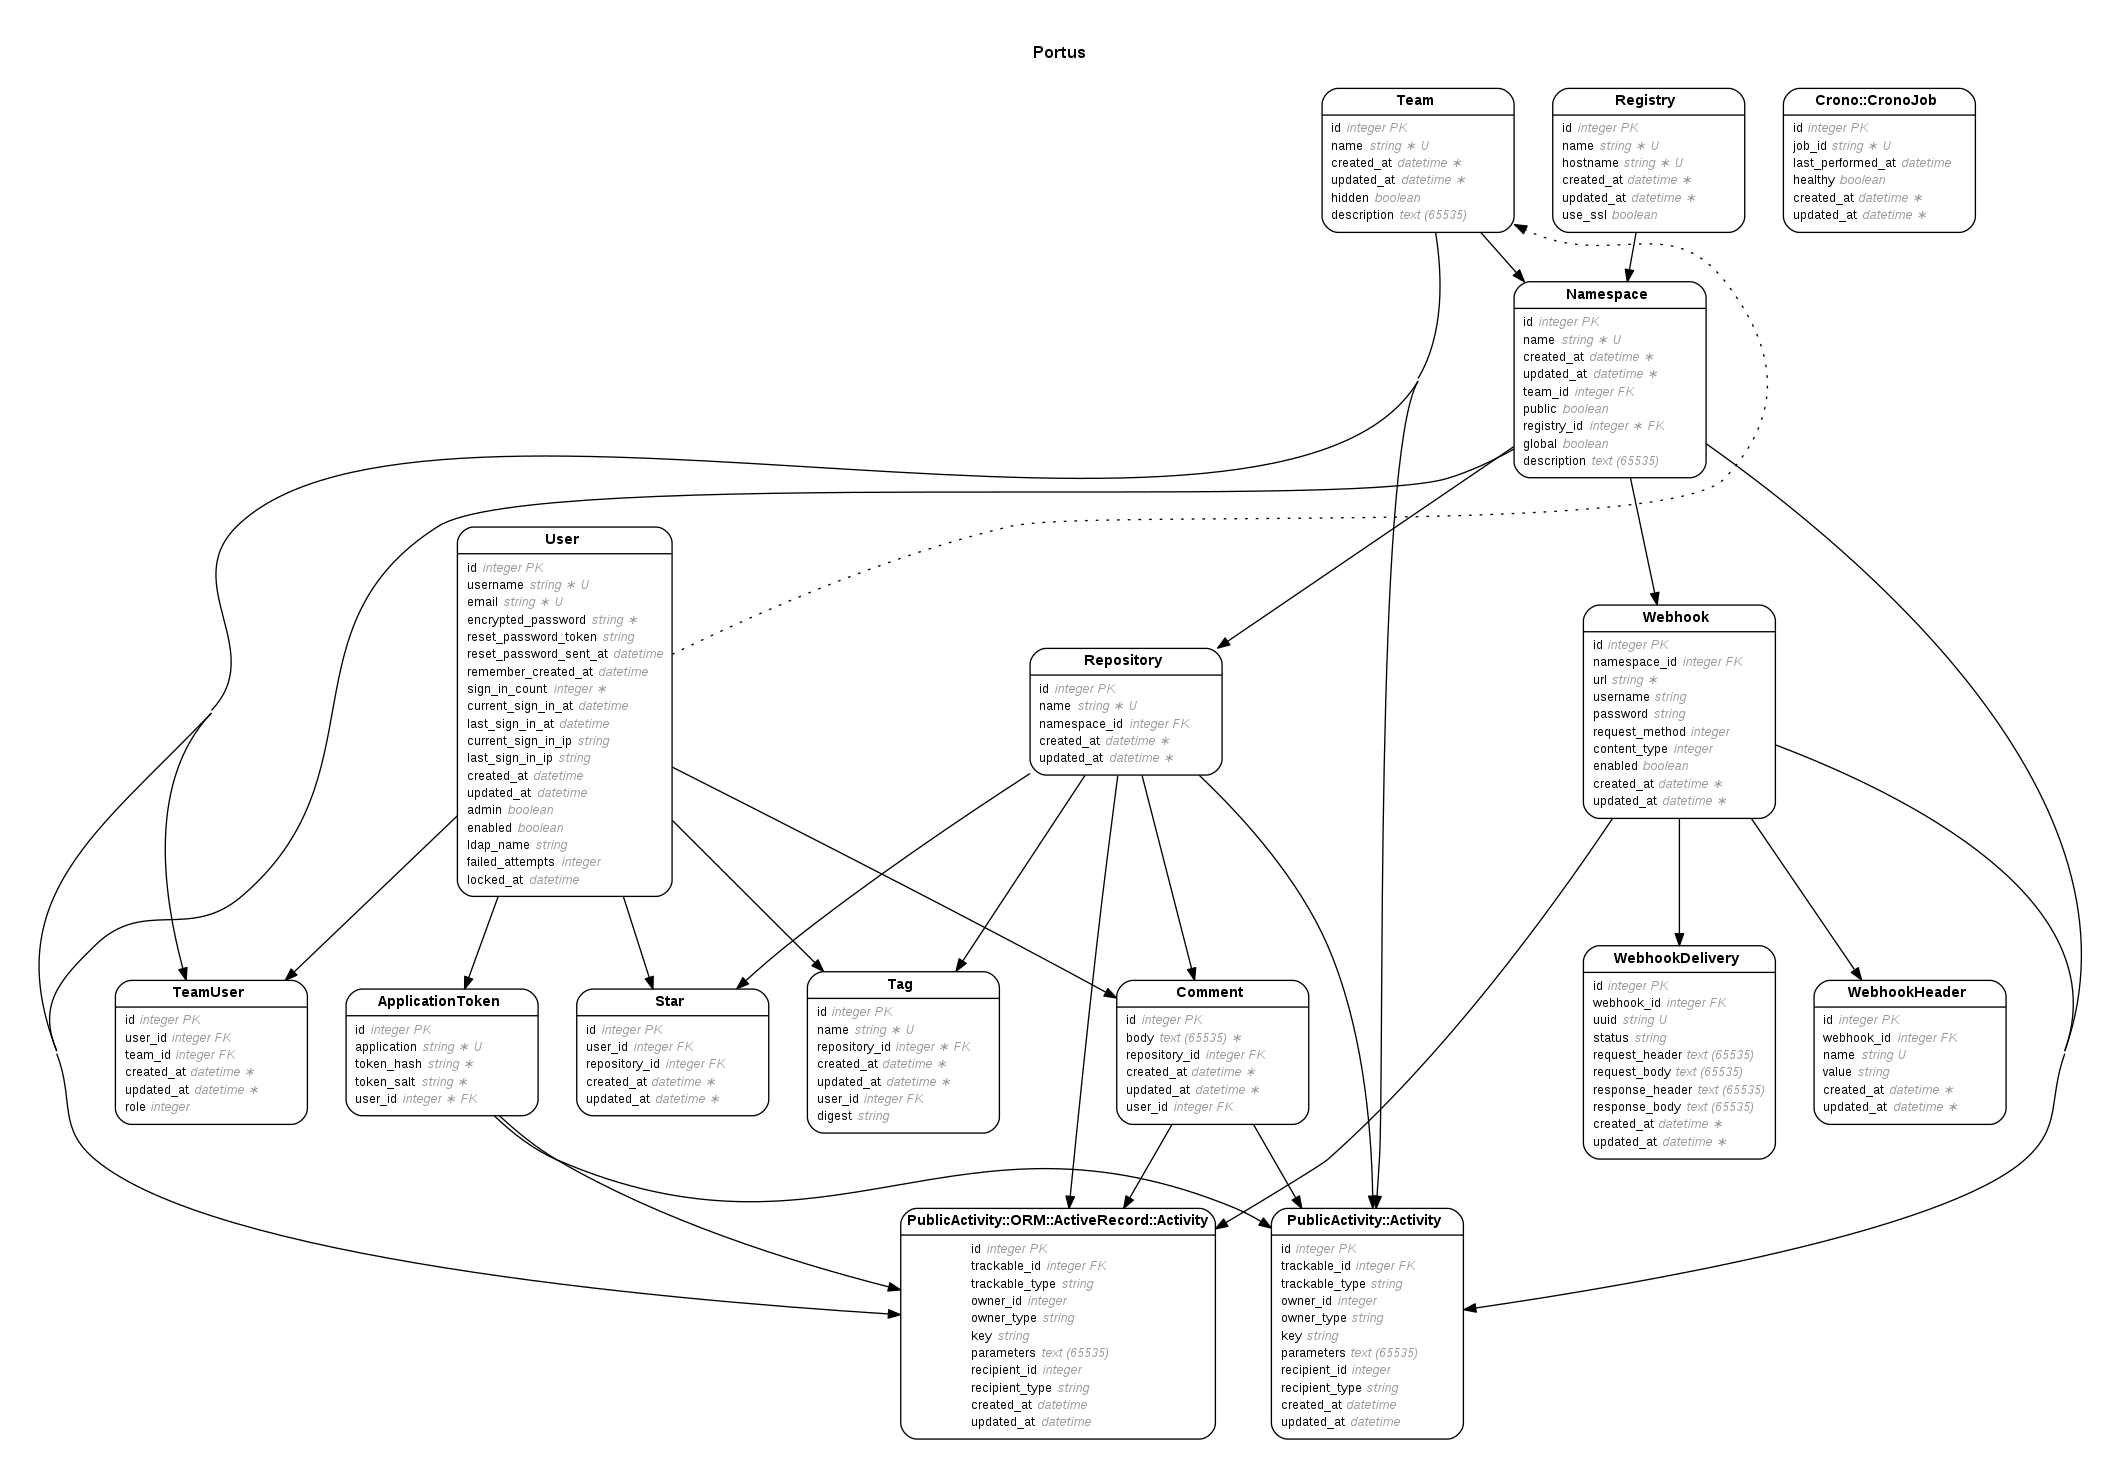 Portus
Team
id integer PK
name string ∗ U
created_at datetime ∗
updated_at datetime ∗
hidden boolean
description text (65535)
Registry
id integer PK
name string ∗ U
hostname string ∗ U
created_at datetime ∗
updated_at datetime ∗
use_ssl boolean
Crono::CronoJob
id integer PK
job_id string ∗ U
last_performed_at datetime
healthy boolean
created_at datetime ∗
updated_at datetime ∗
Namespace
id integer PK
name string ∗ U
created_at datetime ∗
updated_at datetime ∗
team_id integer FK
public boolean
registry_id integer ∗ FK
global boolean
description text (65535)
User
id integer PK
username string ∗ U
email string ∗ U
encrypted_password string ∗
reset_password_token string
reset_password_sent_at datetime
remember_created_at datetime
sign_in_count integer ∗
current_sign_in_at datetime
last_sign_in_at datetime
current_sign_in_ip string
last_sign_in_ip string
created_at datetime
updated_at datetime
admin boolean
enabled boolean
ldap_name string
failed_attempts integer
locked_at datetime
Repository
id integer PK
name string ∗ U
namespace_id integer FK
created_at datetime ∗
updated_at datetime ∗
Webhook
id integer PK
namespace_id integer FK
url string ∗
username string
password string
request_method integer
content_type integer
enabled boolean
created_at datetime ∗
updated_at datetime ∗
TeamUser
id integer PK
user_id integer FK
team_id integer FK
created_at datetime ∗
updated_at datetime ∗
role integer
ApplicationToken
id integer PK
application string ∗ U
token_hash string ∗
token_salt string ∗
user_id integer ∗ FK
Star
id integer PK
user_id integer FK
repository_id integer FK
created_at datetime ∗
updated_at datetime ∗
Tag
id integer PK
name string ∗ U
repository_id integer ∗ FK
created_at datetime ∗
updated_at datetime ∗
user_id integer FK
digest string
Comment
id integer PK
body text (65535) ∗
repository_id integer FK
created_at datetime ∗
updated_at datetime ∗
user_id integer FK
WebhookDelivery
id integer PK
webhook_id integer FK
uuid string U
status string
request_header text (65535)
request_body text (65535)
response_header text (65535)
response_body text (65535)
created_at datetime ∗
updated_at datetime ∗
WebhookHeader
id integer PK
webhook_id integer FK
name string U
value string
created_at datetime ∗
updated_at datetime ∗
PublicActivity::ORM::ActiveRecord::Activity
id integer PK
trackable_id integer FK
trackable_type string
owner_id integer
owner_type string
key string
parameters text (65535)
recipient_id integer
recipient_type string
created_at datetime
updated_at datetime
PublicActivity::Activity
id integer PK
trackable_id integer FK
trackable_type string
owner_id integer
owner_type string
key string
parameters text (65535)
recipient_id integer
recipient_type string
created_at datetime
updated_at datetime